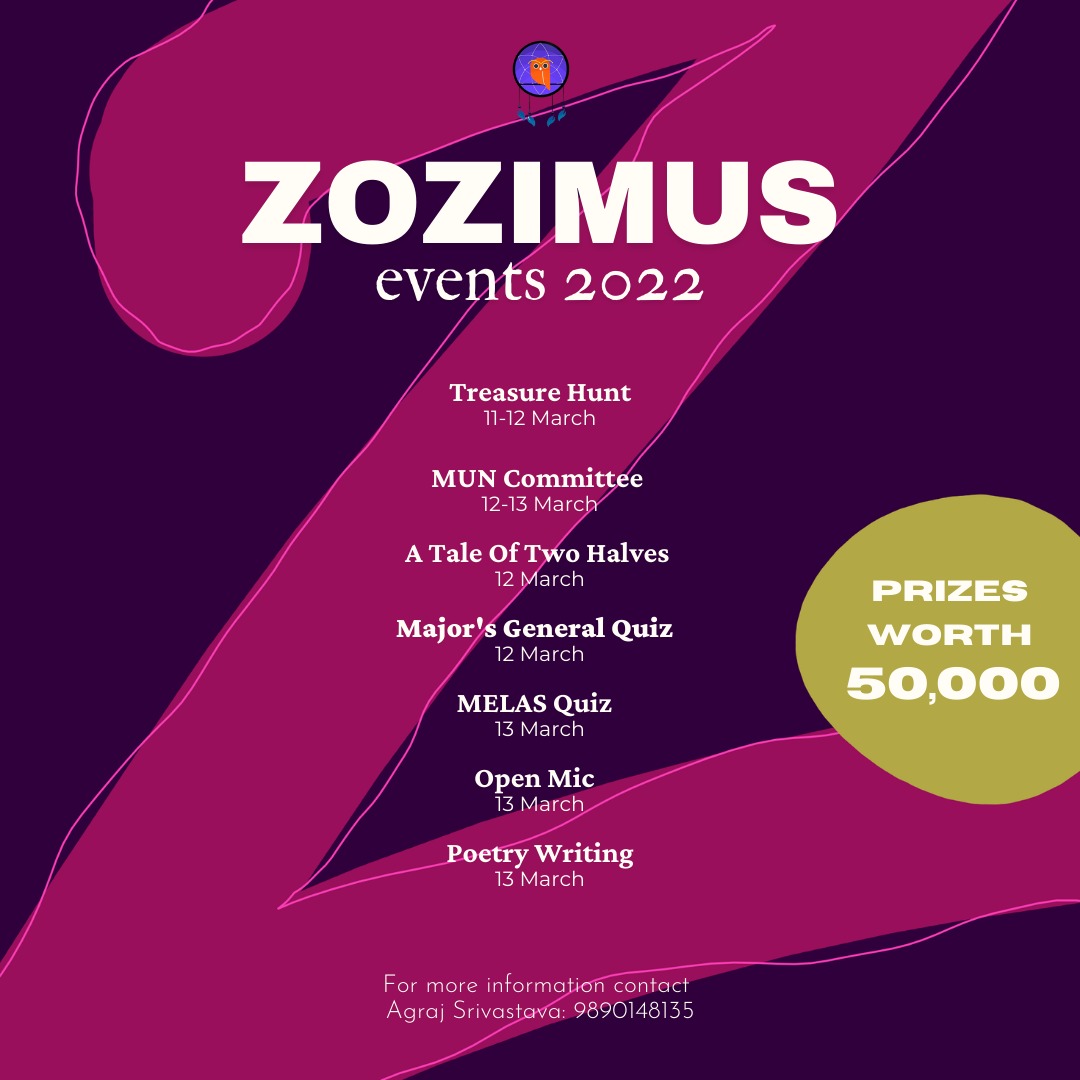 ZOZIMUS
events 2022
Treasure Hunt
11-12 March
MUN Committee
12-13 March
A Tale Of Two Halves
12 March
Major's General Quiz
12 March
MELAS Quiz
13 March
Open Mic
13 March
Poetry Writing
13 March
PRIZES
WORTH
50,000
For more information contact
Agraj Srivastava: 9890148135